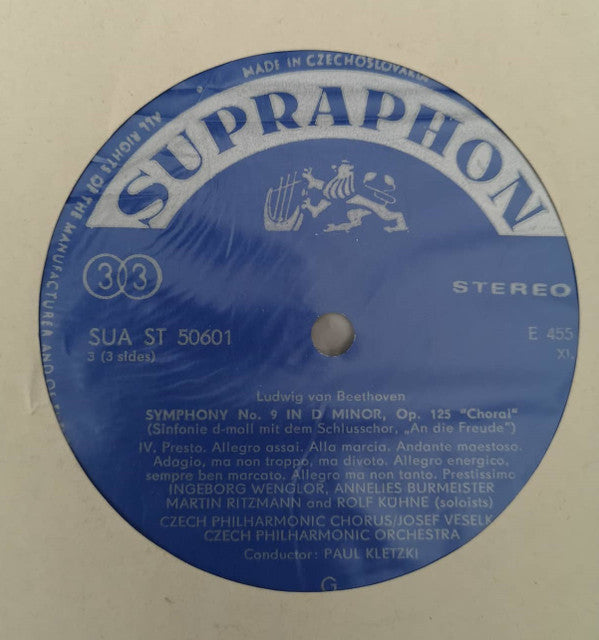 MADE IN CZECHOSLOVAKIA
ALL RIGHTS OF THE MANUFACTURER AND
SUPRAPHON
33
STEREO
SUA ST 50601
E 455
3 (3 sides)
XI.
Ludwig van Beethoven
SYMPHONY No. 9 IN D MINOR, Op. 125 "Choral"
(Sinfonie d-moll mit dem Schlusschor, „An die Freude")
IV. Presto. Allegro assai. Alla marcia. Andante maestoso.
Adagio, ma non troppo, ma divoto. Allegro energico,
sempre ben marcato. Allegro ma non tanto. Prestissimo
INGEBORG WENGLOR, ANNELIES BURMEISTER
MARTIN RITZMANN and ROLF KÜHNE (soloists)
CZECH PHILHARMONIC CHORUS/JOSEF VESELK
CZECH PHILHARMONIC ORCHESTRA
Conductor: PAUL KLETZKI
G